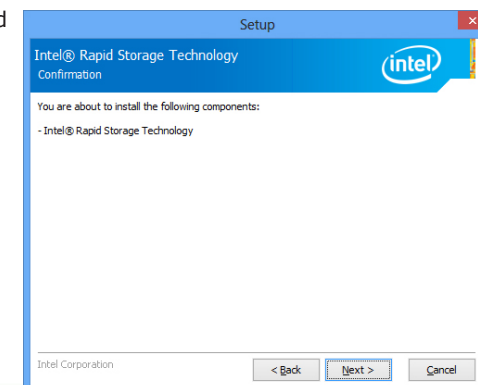 d
Setup
Intel® Rapid Storage Technology
Confirmation
intel
You are about to install the following components:
- Intel® Rapid Storage Technology
Intel Corporation
< Back
Next >
Cancel